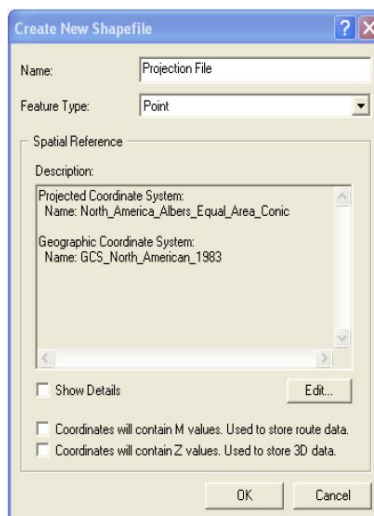 Create New Shapefile
Name: Projection File
Feature Type: Point
Spatial Reference
Description:
Projected Coordinate System:
Name: North_America_Albers_Equal_Area_Conic
Geographic Coordinate System:
Name: GCS_North_American_1983
Show Details Edit...
Coordinates will contain M values. Used to store route data.
Coordinates will contain Z values. Used to store 3D data.
OK Cancel